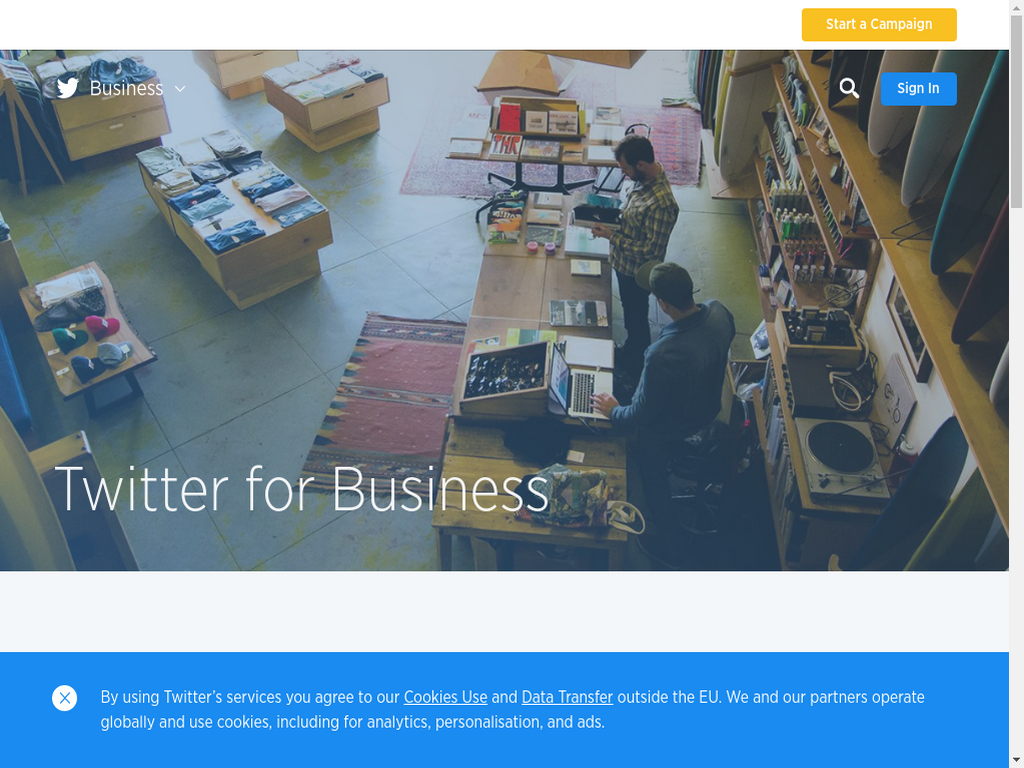 Start a Campaign
Business
Sign In
THE
Twitter for Business
By using Twitter's services you agree to our Cookies Use and Data Transfer outside the EU. We and our partners operate
globally and use cookies, including for analytics, personalisation, and ads.